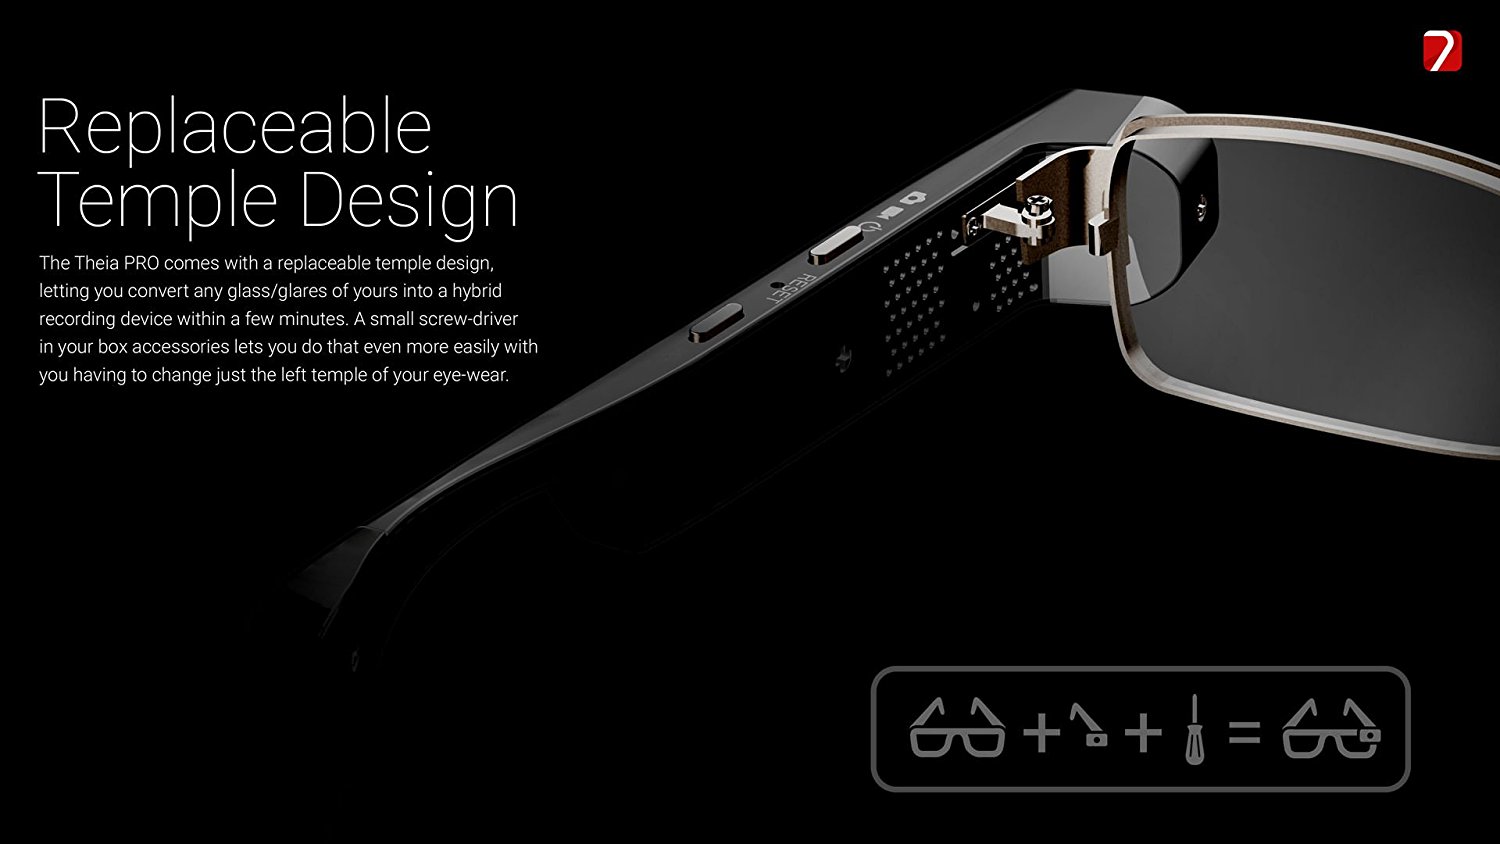 7
Replaceable
Temple Design
The Theia PRO comes with a replaceable temple design,
letting you convert any glass/glares of yours into a hybrid
recording device within a few minutes. A small screw-driver
in your box accessories lets you do that even more easily with
you having to change just the left temple of your eye-wear.
RESET
+ + =